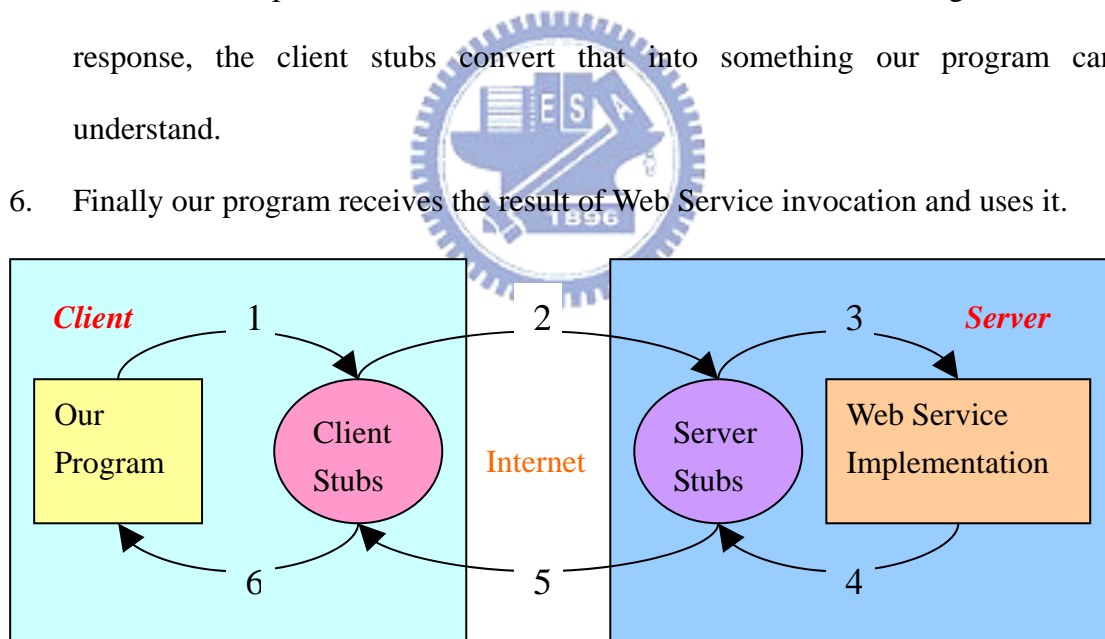 response, the client stubs convert that into something our program can
understand.
6. Finally our program receives the result of Web Service invocation and uses it.
ESA
1896
Client 1 2 3 Server
Our
Program
Client
Stubs
Internet
Server
Stubs
Web Service
Implementation
6 5 4